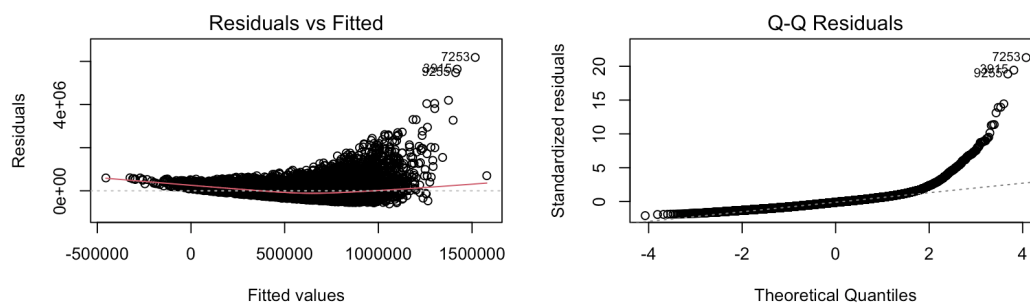 Residuals vs Fitted
Residuals
0e+00
4e+06
7253
3915
9255
-500000
0
500000
1000000
1500000
Fitted values
Q-Q Residuals
Standardized residuals
0
5
10
15
20
7253
3915
9255
-4
-2
0
2
4
Theoretical Quantiles